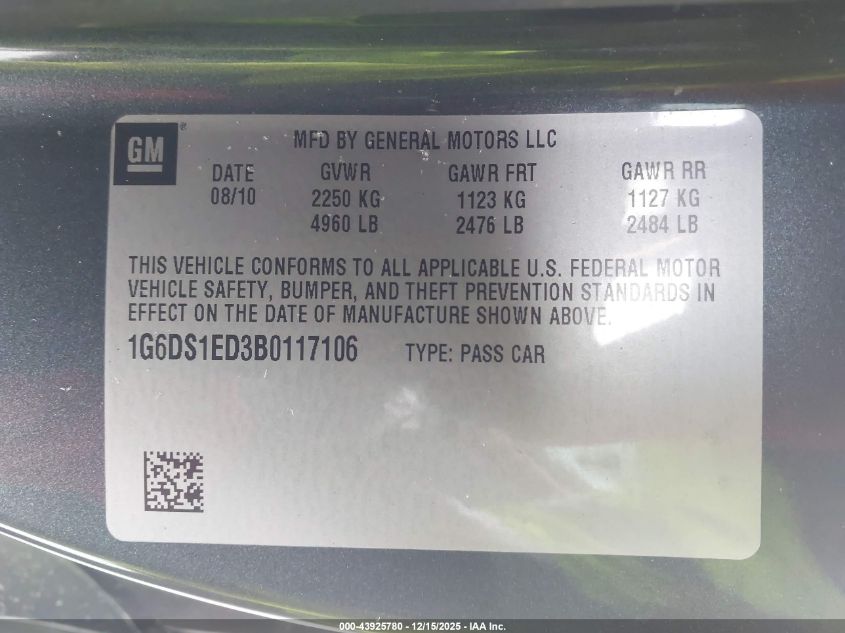 GM ®
MFD BY GENERAL MOTORS LLC
DATE GVWR GAWR FRT GAWR RR
08/10 2250 KG 1123 KG 1127 KG
4960 LB 2476 LB 2484 LB
THIS VEHICLE CONFORMS TO ALL APPLICABLE U.S. FEDERAL MOTOR
VEHICLE SAFETY, BUMPER, AND THEFT PREVENTION STANDARDS IN
EFFECT ON THE DATE OF MANUFACTURE SHOWN ABOVE.
1G6DS1ED3B0117106 TYPE: PASS CAR
000-43925780 - 12/15/2025 - IAA Inc.